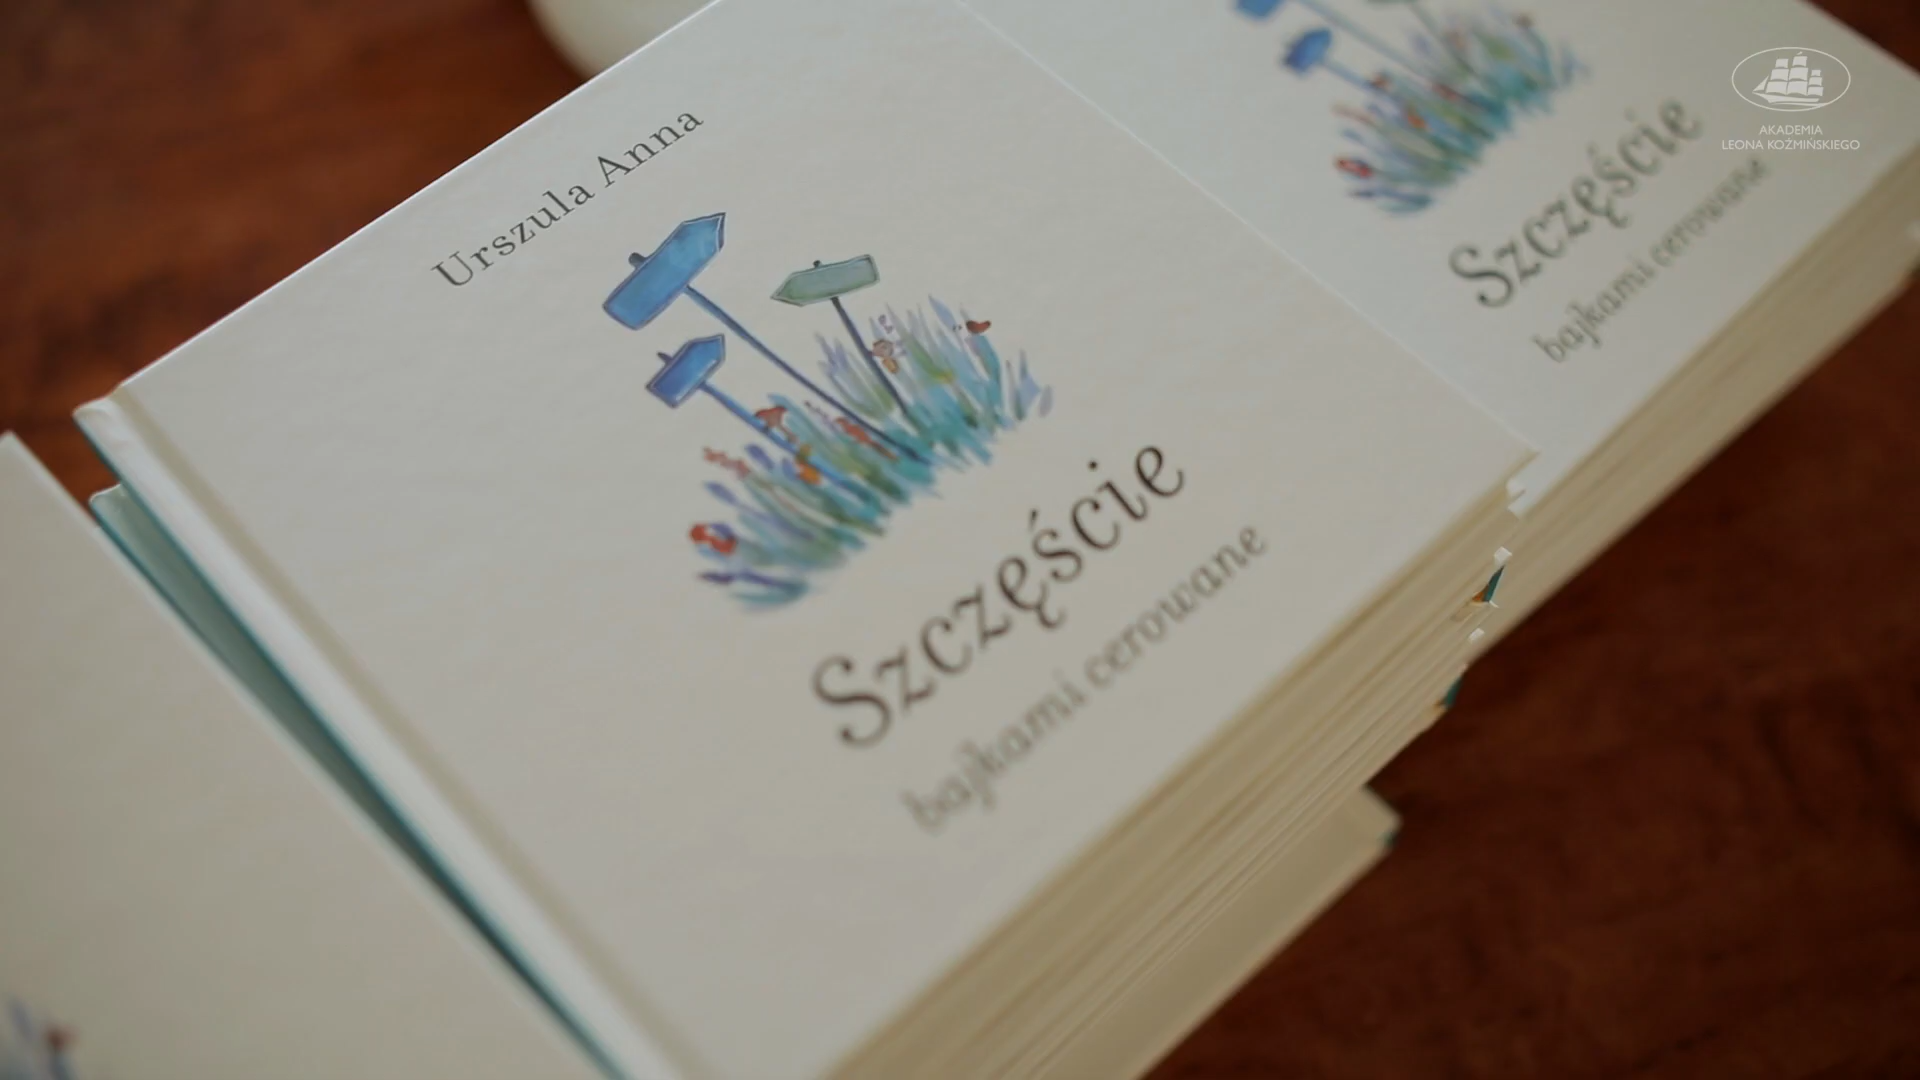 Urszula Anna
Szczęście
bajkami cerowane
Szczęście
bajkami cerowane
AKADEMIA
LEONA KOŹMIŃSKIEGO